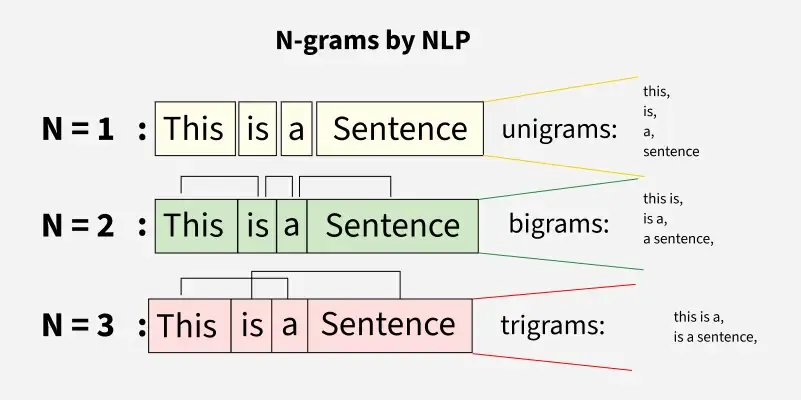 N-grams by NLP
N = 1 : This is a Sentence unigrams:
this,
is,
a,
sentence
N = 2 : This is a Sentence bigrams:
this is,
is a,
a sentence,
N = 3 : This is a Sentence trigrams:
this is a,
is a sentence,